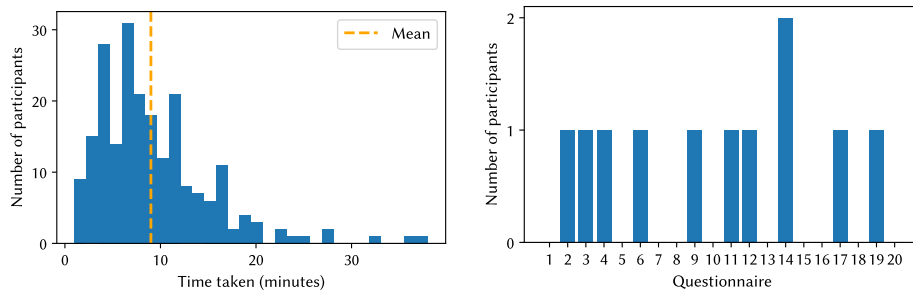 30
20
10
0
Number of participants
Mean
0 10 20 30
Time taken (minutes)
2
1
0
Number of participants
1 2 3 4 5 6 7 8 9 10 11 12 13 14 15 16 17 18 19 20
Questionnaire